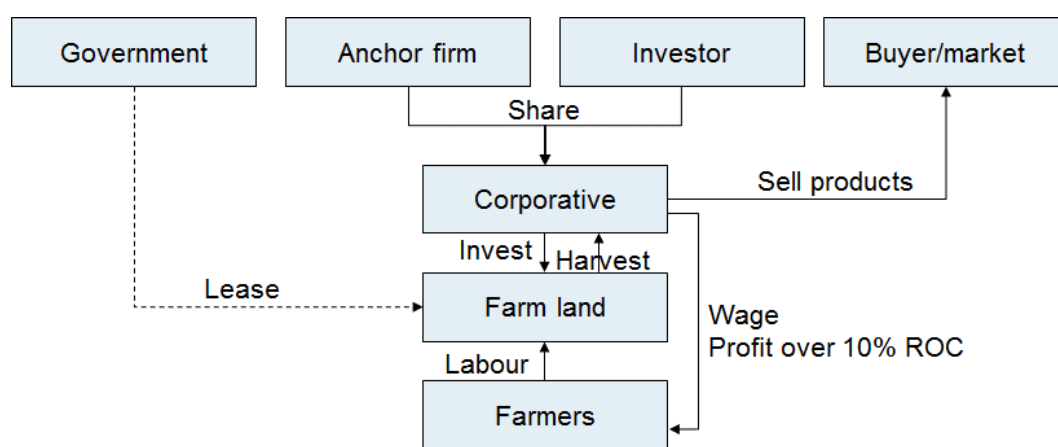 Government
Anchor firm
Investor
Buyer/market
Share
Corporative
Sell products
Invest
Harvest
Lease
Farm land
Wage
Profit over 10% ROC
Labour
Farmers